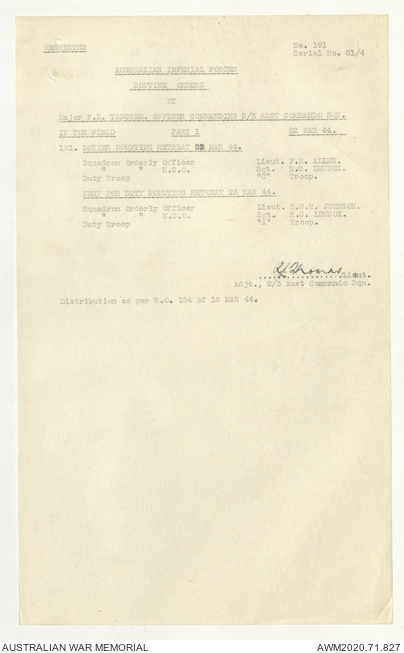 RESTRICTED
No. 191
Serial No. 81/4
AUSTRALIAN IMPERIAL FORCES
ROUTINE ORDERS
BY
Major P.L. TANCRED. OFFICER COMMANDING 2/3 AUST COMMANDO SQN.
IN THE FIELD PART 1 22 MAR 44.
191. DUTIES MOUNTING RETREAT 22 MAR 44.
Squadron Orderly Officer Lieut. ALLEN.
" " N.C.O. Sgt. LENNOX
Duty Troop Troop.
NEXT FOR DUTY MOUNTING RETREAT 23 MAR 44.
Squadron Orderly Officer Lieut. JOHNSON.
" " N.C.O. Sgt. LENNOX.
Duty Troop "A" Troop.
Thomas Lieut.
Adjt., 2/3 Aust Commando Sqn.
Distribution as per R.O. 184 of 16 MAR 44.
AUSTRALIAN WAR MEMORIAL AWM2020.71.827